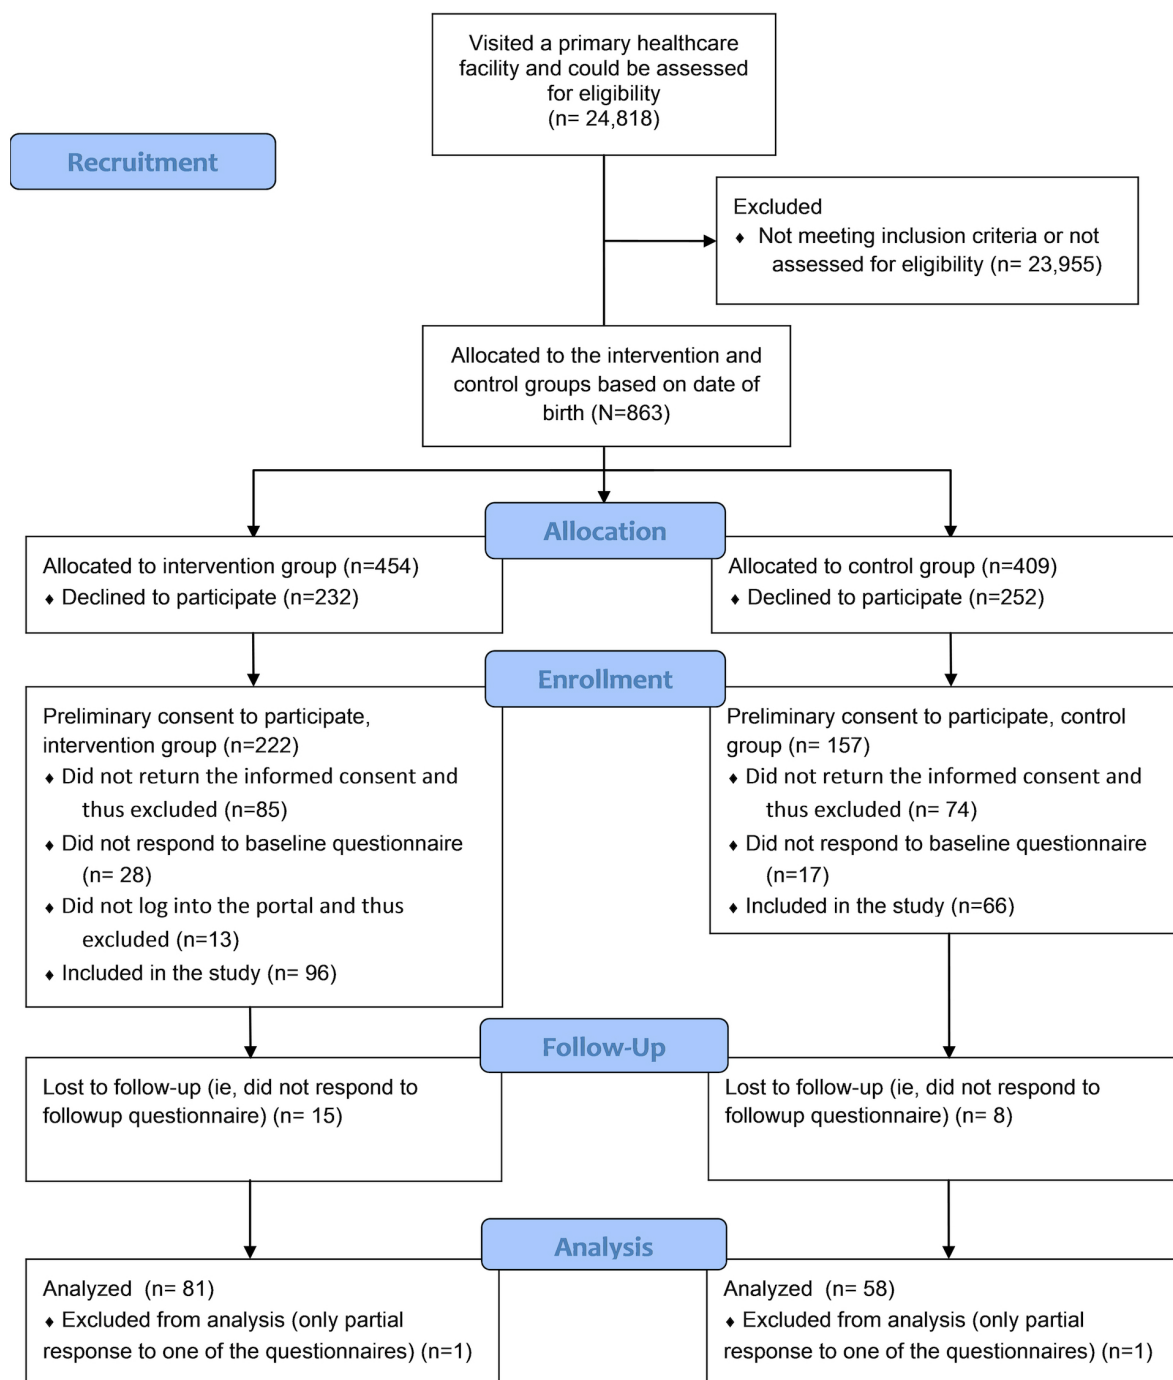 Visited a primary healthcare
facility and could be assessed
for eligibility
(n= 24,818)
Recruitment
Excluded
♦ Not meeting inclusion criteria or not
assessed for eligibility (n= 23,955)
Allocated to the intervention and
control groups based on date of
birth (N=863)
Allocation
Allocated to intervention group (n=454)
♦ Declined to participate (n=232)
Allocated to control group (n=409)
♦ Declined to participate (n=252)
Enrollment
Preliminary consent to participate,
intervention group (n=222)
♦ Did not return the informed consent and
thus excluded (n=85)
♦ Did not respond to baseline questionnaire
(n= 28)
♦ Did not log into the portal and thus
excluded (n=13)
♦ Included in the study (n= 96)
Preliminary consent to participate, control
group (n= 157)
♦ Did not return the informed consent and
thus excluded (n= 74)
♦ Did not respond to baseline questionnaire
(n=17)
♦ Included in the study (n=66)
Follow-Up
Lost to follow-up (ie, did not respond to
followup questionnaire) (n= 15)
Lost to follow-up (ie, did not respond to
followup questionnaire) (n= 8)
Analysis
Analyzed (n= 81)
♦ Excluded from analysis (only partial
response to one of the questionnaires) (n=1)
Analyzed (n= 58)
♦ Excluded from analysis (only partial
response to one of the questionnaires) (n=1)